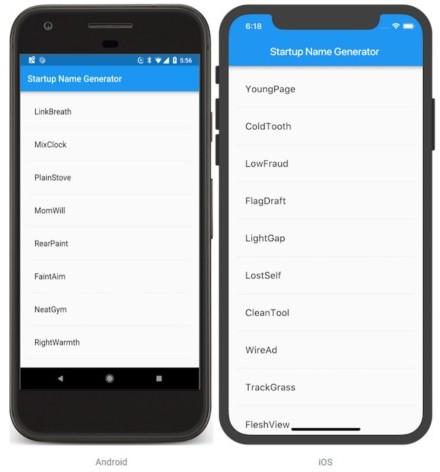 5:56
Startup Name Generator
LinkBreath
MixClock
PlainStove
MomWill
RearPaint
FaintAim
NeatGym
RightWarmth
Android
6:18
Startup Name Generator
YoungPage
ColdTooth
LowFraud
FlagDraft
LightGap
LostSelf
CleanTool
WireAd
TrackGrass
FleshView
iOS